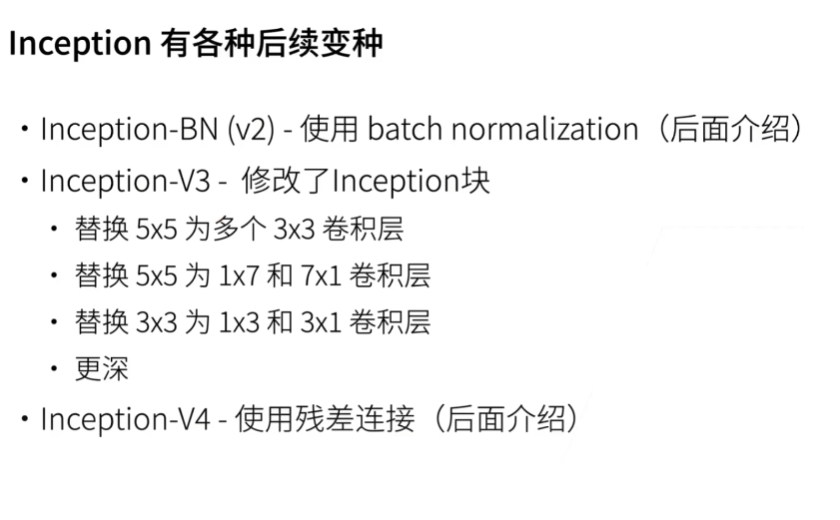 Inception 有各种后续变种
• Inception-BN (v2) - 使用 batch normalization（后面介绍）
• Inception-V3 - 修改了Inception块
• 替换 5x5 为多个 3x3 卷积层
• 替换 5x5 为 1x7 和 7x1 卷积层
• 替换 3x3 为 1x3 和 3x1 卷积层
• 更深
• Inception-V4 - 使用残差连接（后面介绍）